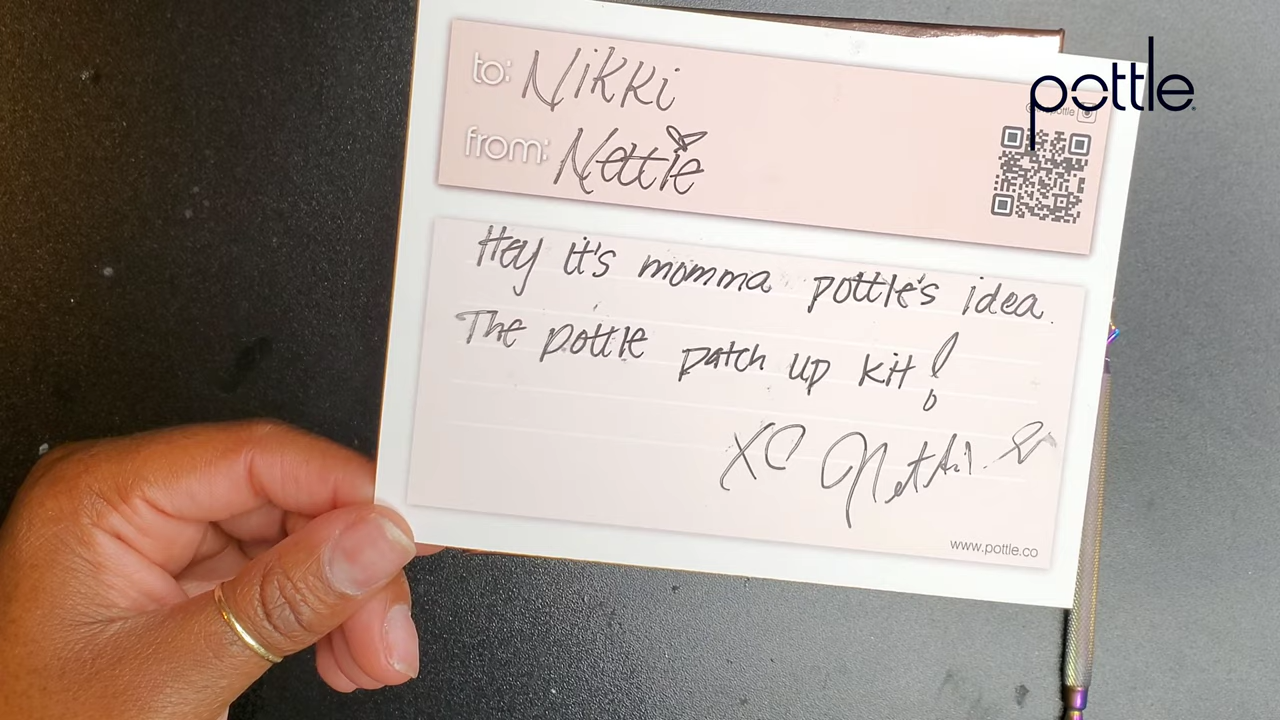 pottle
to: Nikki
from: Nettie
Hey it's momma pottle's idea.
The pottle patch up kit!
XO Nettie
www.pottle.co